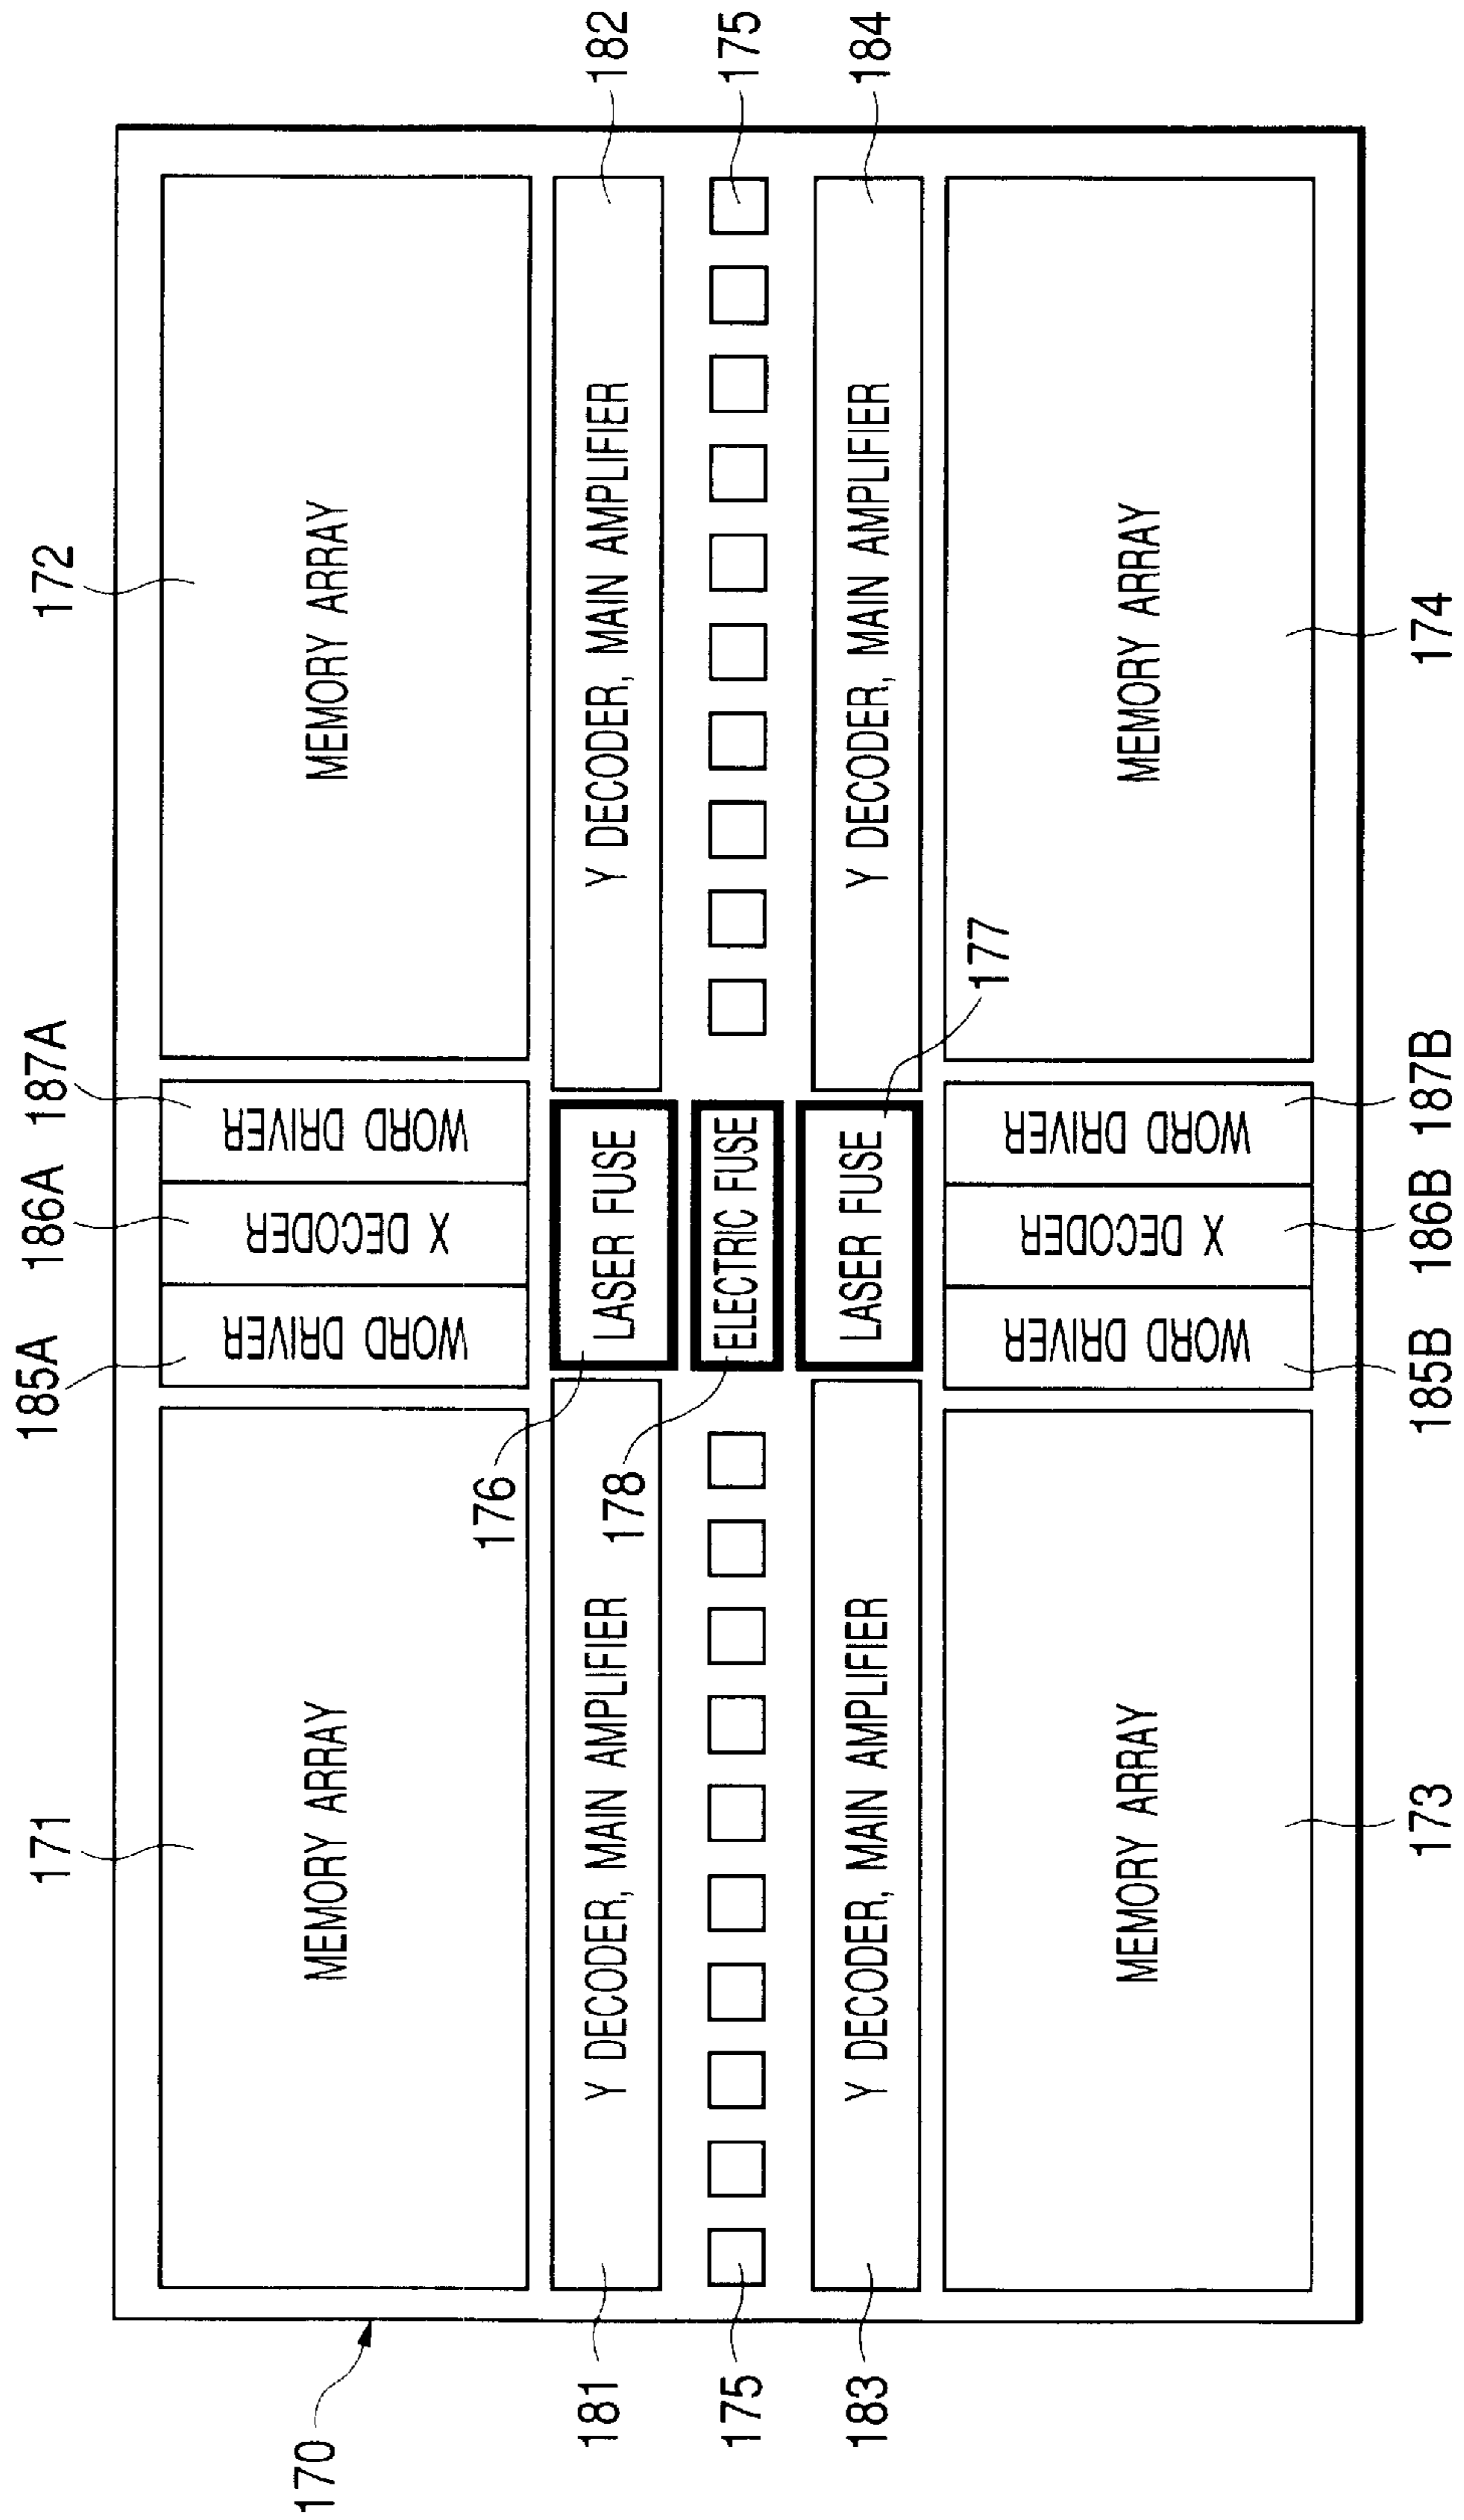 171
185A
186A
187A
172
MEMORY ARRAY
WORD DRIVER
X DECODER
WORD DRIVER
MEMORY ARRAY
170
176
181
Y DECODER, MAIN AMPLIFIER
LASER FUSE
Y DECODER, MAIN AMPLIFIER
182
178
175
ELECTRIC FUSE
175
183
Y DECODER, MAIN AMPLIFIER
LASER FUSE
Y DECODER, MAIN AMPLIFIER
184
177
MEMORY ARRAY
WORD DRIVER
X DECODER
WORD DRIVER
MEMORY ARRAY
173
185B
186B
187B
174